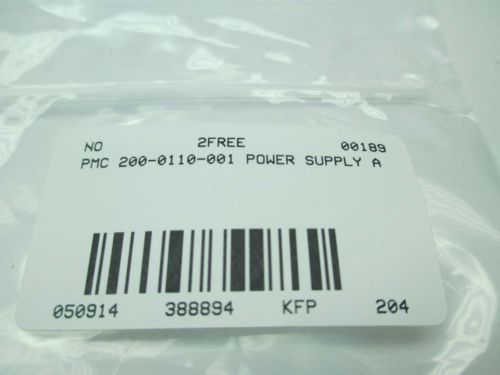 NO 2FREE 00189
PMC 200-0110-001 POWER SUPPLY A
050914 388894 KFP 204